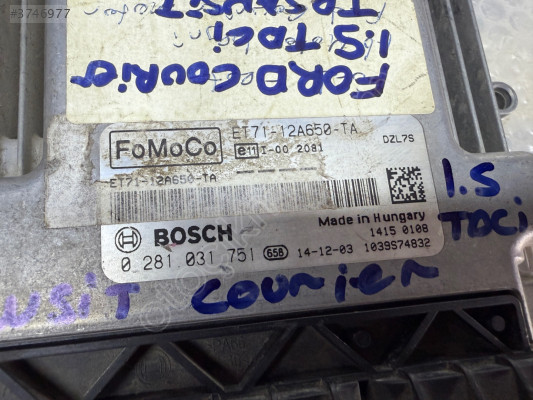 #3746977
TRANSIT
1.5 TDCi
FORD COURIER
FoMoCo
ET71-12A650-TA
e11 I-00 2081
DZL7S
ET71-12A650-TA
Made in Hungary
BOSCH
1415 0108
0 281 031 751 658 14-12-03 1039S74832
1.5
TDCi
NSIT COURIER